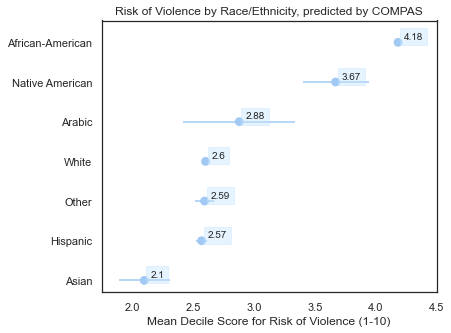 Risk of Violence by Race/Ethnicity, predicted by COMPAS
African-American
4.18
Native American
3.67
Arabic
2.88
White
2.6
Other
2.59
Hispanic
2.57
Asian
2.1
2.0 2.5 3.0 3.5 4.0 4.5
Mean Decile Score for Risk of Violence (1-10)